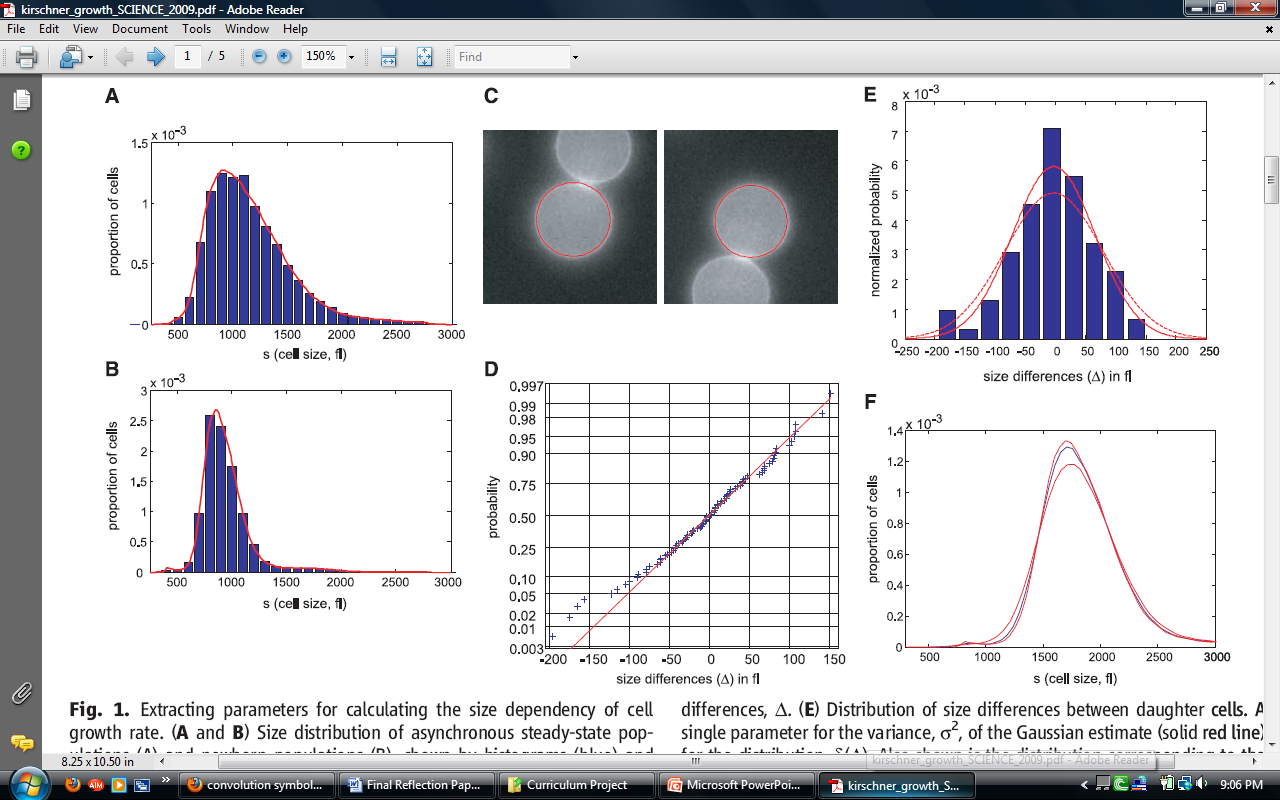 kirschner_growth_SCIENCE_2009.pdf - Adobe Reader
File Edit View Document Tools Window Help
1 / 5 150% Find
A
1.5 x 10⁻³
1
0.5
0
proportion of cells
500 1000 1500 2000 2500 3000
s (cell size, fl)
B
3 x 10⁻³
2.5
2
1.5
1
0.5
0
proportion of cells
500 1000 1500 2000 2500 3000
s (cell size, fl)
C
D
0.997
0.99
0.98
0.95
0.90
0.75
0.50
0.25
0.10
0.05
0.02
0.01
0.003
probability
-200 -150 -100 -50 0 50 100 150
size differences (Δ) in fl
E
x 10⁻³
8
7
6
5
4
3
2
1
0
normalized probability
-250 -200 -150 -100 -50 0 50 100 150 200 250
size differences (Δ) in fl
F
1.4 x 10⁻³
1.2
1
0.8
0.6
0.4
0.2
0
proportion of cells
500 1000 1500 2000 2500 3000
s (cell size, fl)
Fig. 1. Extracting parameters for calculating the size dependency of cell
growth rate. (A and B) Size distribution of asynchronous steady-state pop-
differences, Δ. (E) Distribution of size differences between daughter cells. A
single parameter for the variance, σ², of the Gaussian estimate (solid red line)
8.25 x 10.50 in
kirschner_growth_SCIENCE_2009.pdf - Adobe Reader
convolution symbol...
Final Reflection Pap...
Curriculum Project
Microsoft PowerPoi...
kirschner_growth_S...
9:06 PM